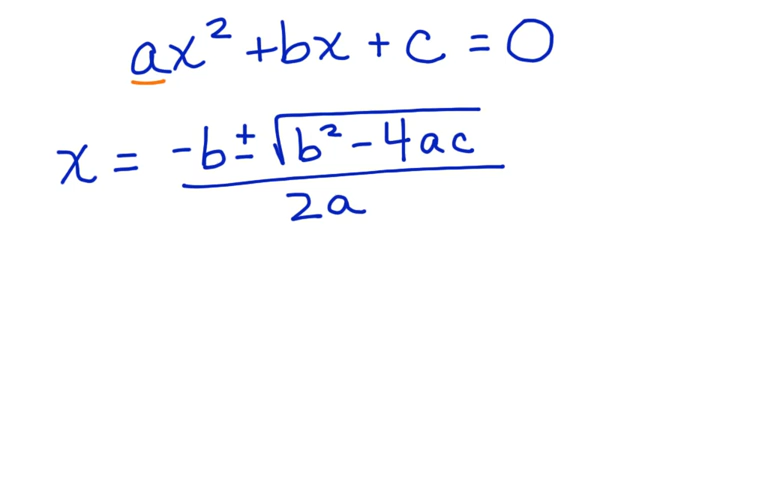 ax² + bx + c = 0
x = -b ± √b² - 4ac / 2a